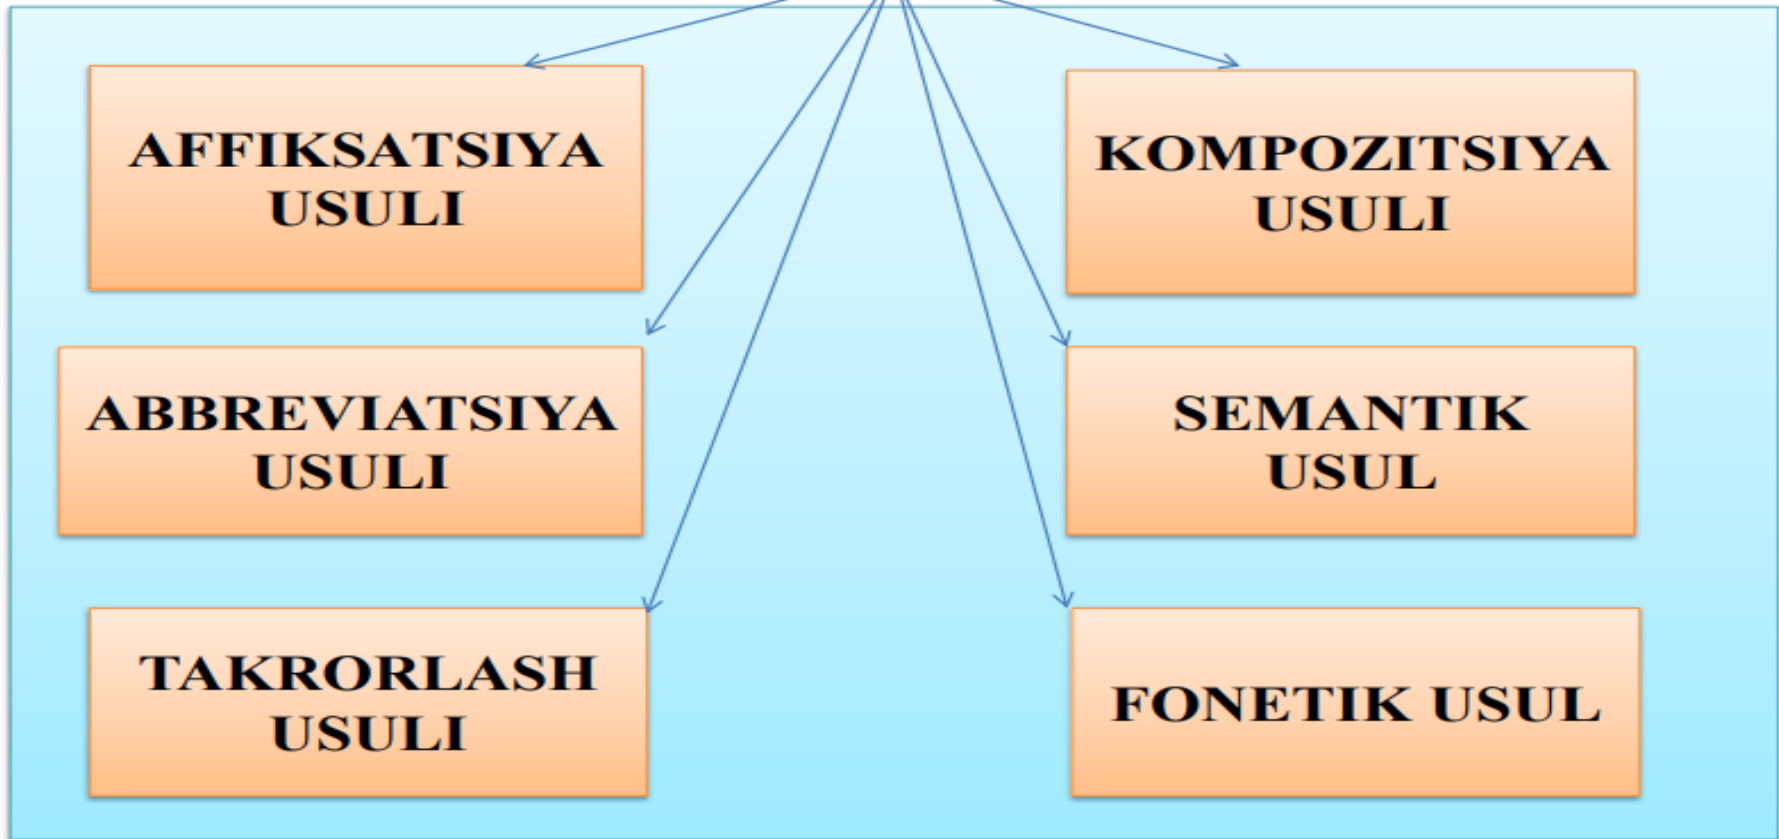 AFFIKSATSIYA
USULI
KOMPOZITSIYA
USULI
ABBREVIATSIYA
USULI
SEMANTIK
USUL
TAKRORLASH
USULI
FONETIK USUL